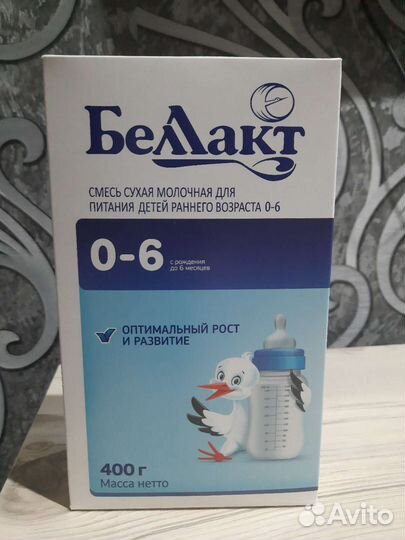 Беллакт
СМЕСЬ СУХАЯ МОЛОЧНАЯ ДЛЯ
ПИТАНИЯ ДЕТЕЙ РАННЕГО ВОЗРАСТА 0-6
0-6
с рождения
до 6 месяцев
ОПТИМАЛЬНЫЙ РОСТ
И РАЗВИТИЕ
400 г
Масса нетто
Avito